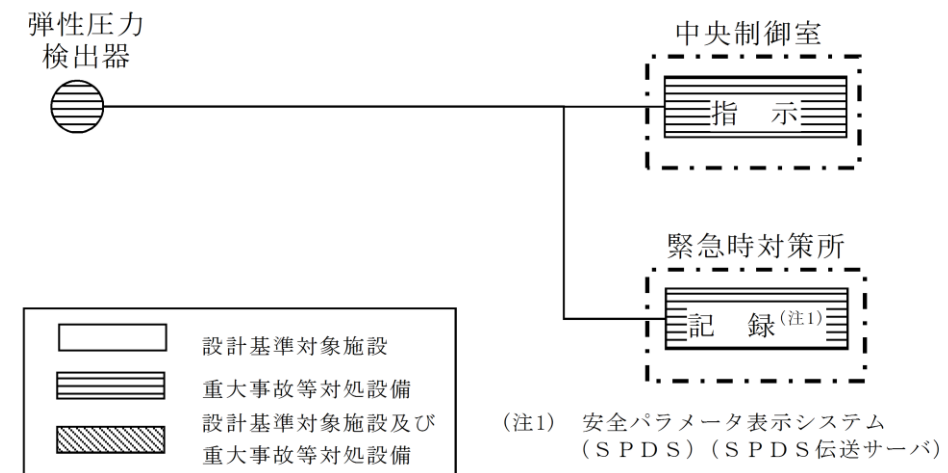 弾性圧力
検出器
中央制御室
指　示
緊急時対策所
記　録(注1)
設計基準対象施設
重大事故等対処設備
設計基準対象施設及び
重大事故等対処設備
(注1)　安全パラメータ表示システム
（ＳＰＤＳ）（ＳＰＤＳ伝送サーバ）